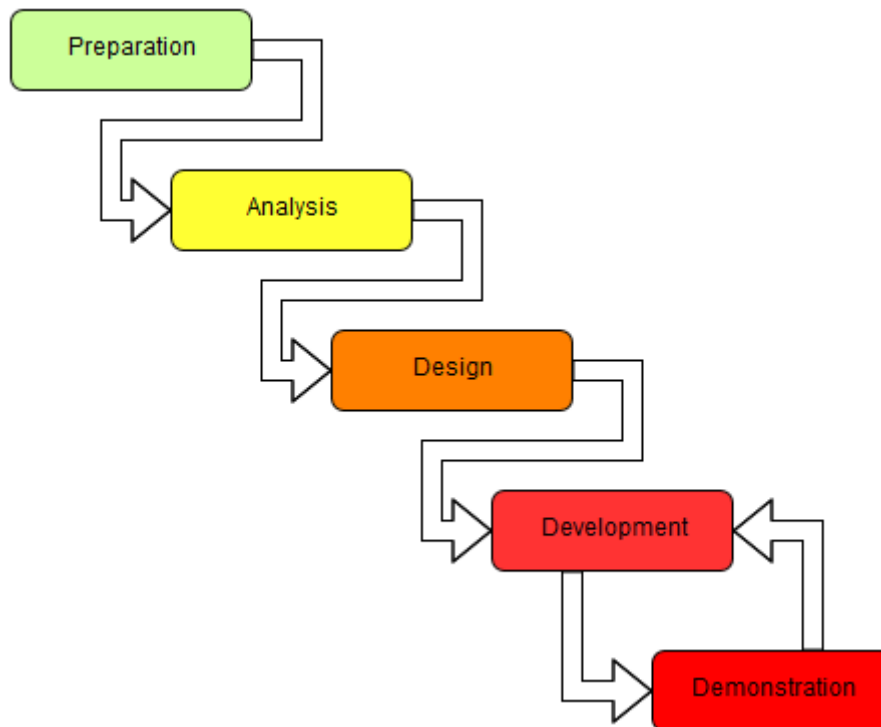 Preparation
Analysis
Design
Development
Demonstration